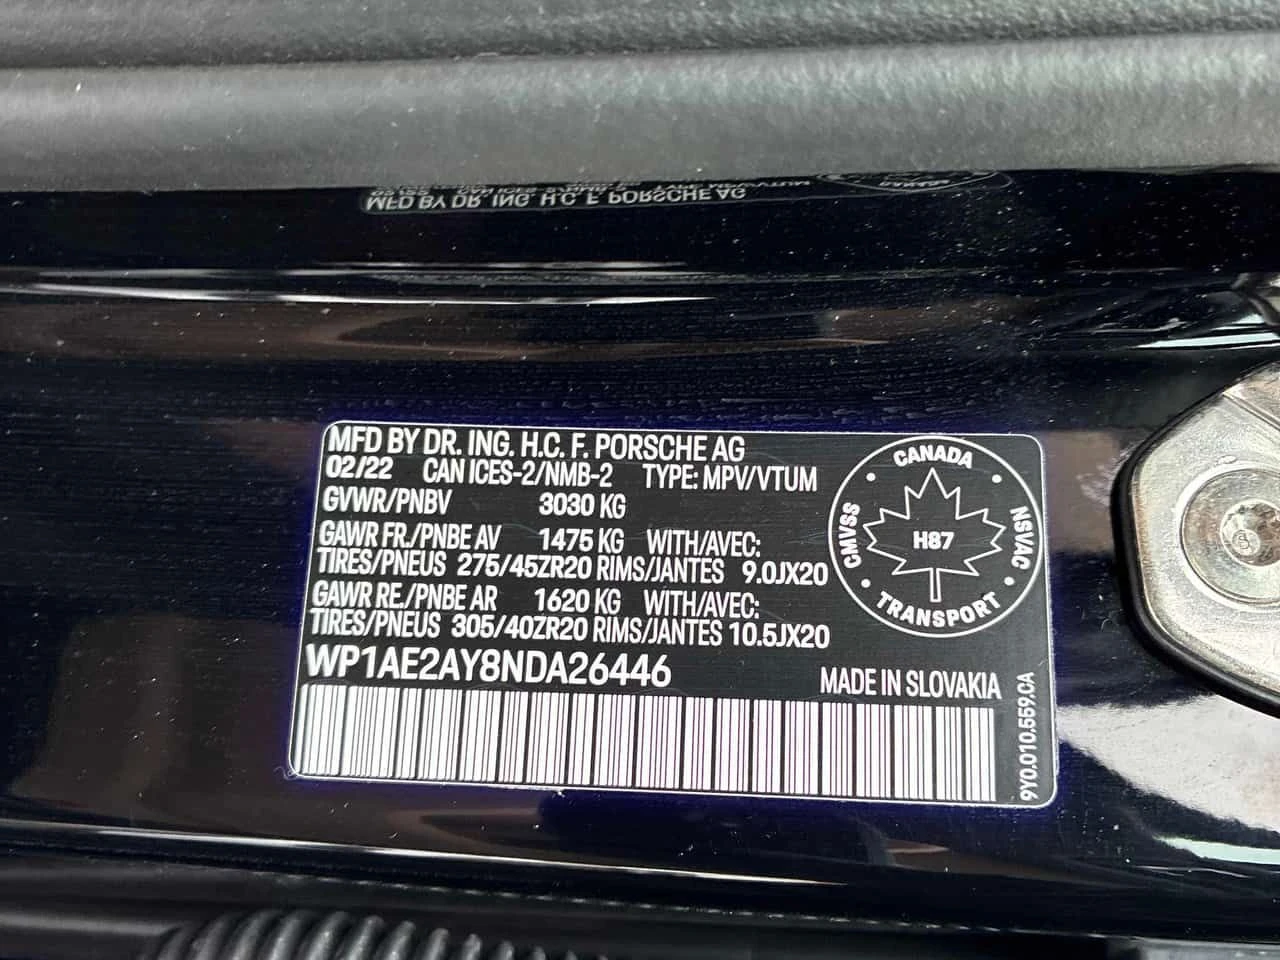 MFD BY DR. ING. H.C. F. PORSCHE AG
MFD BY DR. ING. H.C. F. PORSCHE AG
02/22 CAN ICES-2/NMB-2 TYPE: MPV/VTUM
GVWR/PNBV 3030 KG
GAWR FR./PNBE AV 1475 KG WITH/AVEC:
TIRES/PNEUS 275/45ZR20 RIMS/JANTES 9.0JX20
GAWR RE./PNBE AR 1620 KG WITH/AVEC:
TIRES/PNEUS 305/40ZR20 RIMS/JANTES 10.5JX20
WP1AE2AY8NDA26446
MADE IN SLOVAKIA
CANADA
CMVSS
H87
NSVAC
TRANSPORT
9Y0.010.559.CA